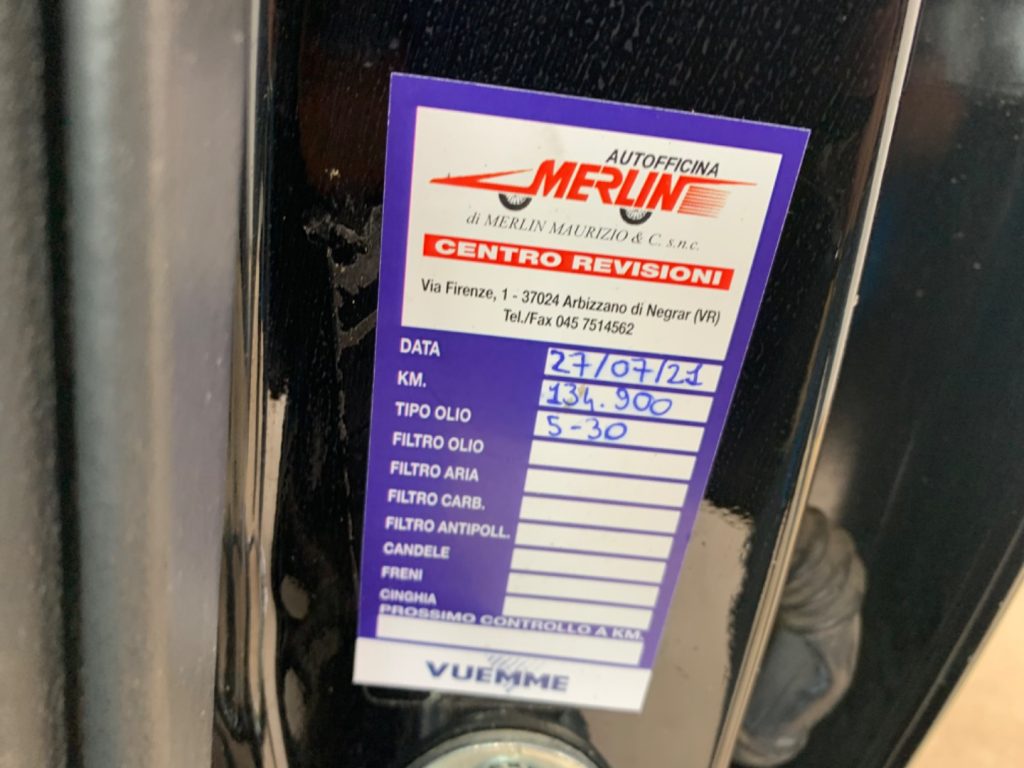 AUTOFFICINA
MERLIN
di MERLIN MAURIZIO & C. s.n.c.
CENTRO REVISIONI
Via Firenze, 1 - 37024 Arbizzano di Negrar (VR)
Tel./Fax 045 7514562
DATA 27/07/21
KM. 134.900
TIPO OLIO 5-30
FILTRO OLIO
FILTRO ARIA
FILTRO CARB.
FILTRO ANTIPOLL.
CANDELE
FRENI
CINGHIA
PROSSIMO CONTROLLO A KM.
VUEMME